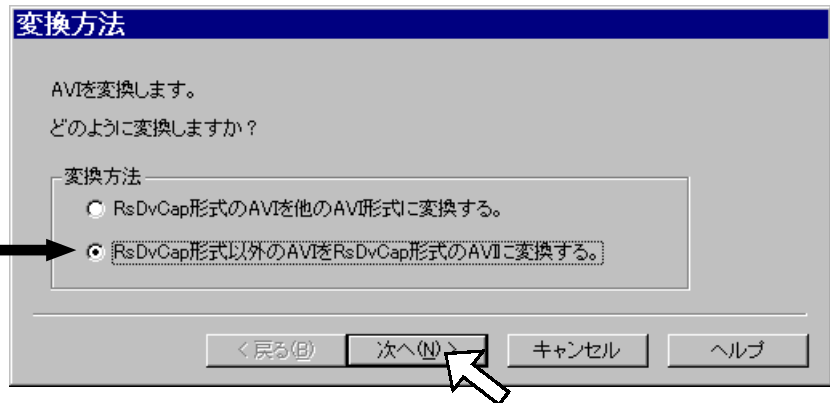 変換方法
AVIを変換します。
どのように変換しますか？
変換方法
RsDvCap形式のAVIを他のAVI形式に変換する。
RsDvCap形式以外のAVIをRsDvCap形式のAVIに変換する。
< 戻る(B) 次へ(N) > キャンセル ヘルプ